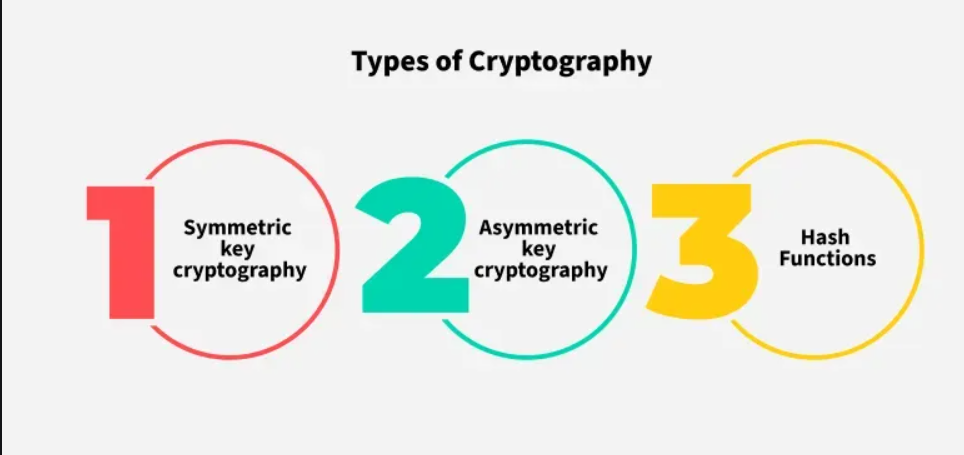 Types of Cryptography
1
Symmetric
key
cryptography
2
Asymmetric
key
cryptography
3
Hash
Functions